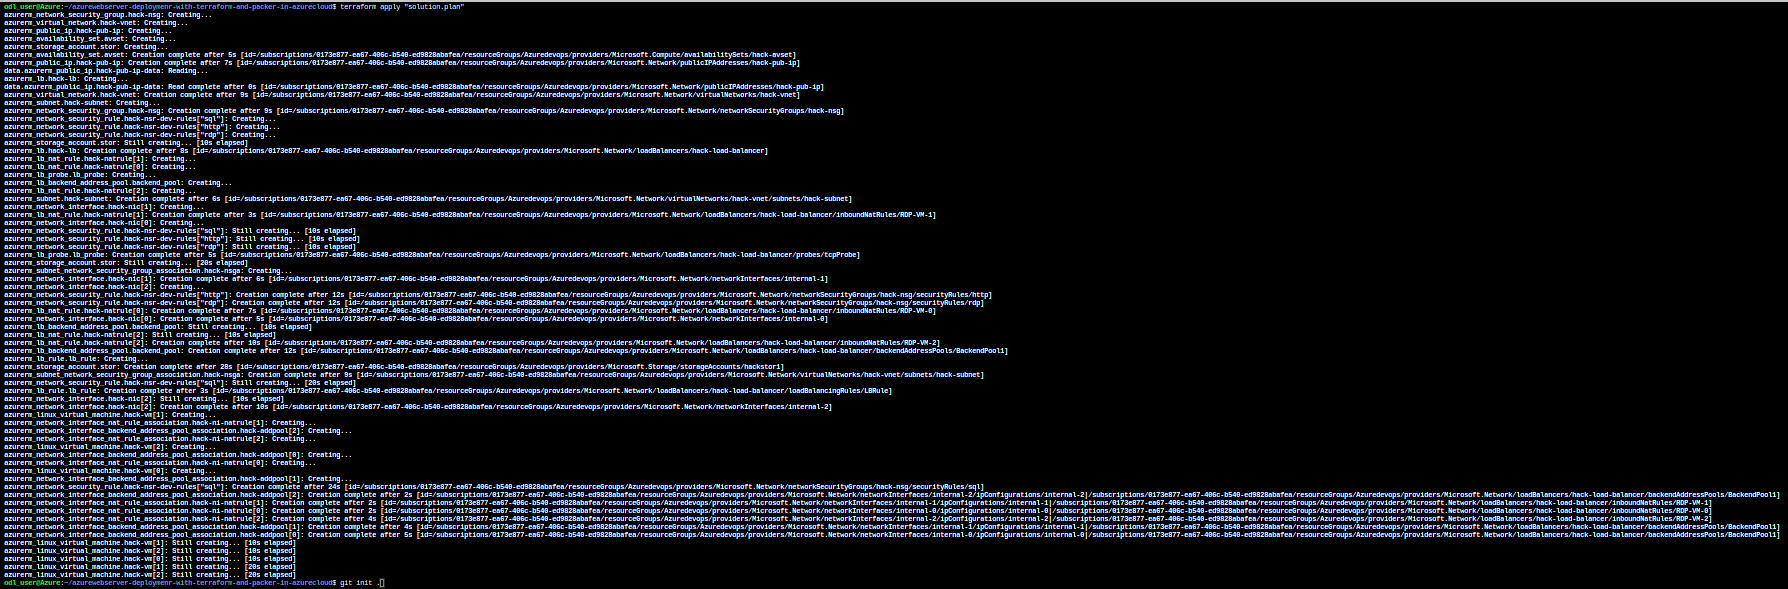 odl_user@Azure:~/azurewebserver-deploymenr-with-terraform-and-packer-in-azurecloud$ terraform apply "solution.plan"
azurerm_network_security_group.hack-nsg: Creating...
azurerm_virtual_network.hack-vnet: Creating...
azurerm_public_ip.hack-pub-ip: Creating...
azurerm_availability_set.avset: Creating...
azurerm_storage_account.stor: Creating...
azurerm_availability_set.avset: Creation complete after 5s [id=/subscriptions/0173e877-ea67-406c-b540-ed9828abafea/resourceGroups/Azuredevops/providers/Microsoft.Compute/availabilitySets/hack-avset]
azurerm_public_ip.hack-pub-ip: Creation complete after 7s [id=/subscriptions/0173e877-ea67-406c-b540-ed9828abafea/resourceGroups/Azuredevops/providers/Microsoft.Network/publicIPAddresses/hack-pub-ip]
data.azurerm_public_ip.hack-pub-ip-data: Reading...
azurerm_lb.hack-lb: Creating...
data.azurerm_public_ip.hack-pub-ip-data: Read complete after 0s [id=/subscriptions/0173e877-ea67-406c-b540-ed9828abafea/resourceGroups/Azuredevops/providers/Microsoft.Network/publicIPAddresses/hack-pub-ip]
azurerm_virtual_network.hack-vnet: Creation complete after 9s [id=/subscriptions/0173e877-ea67-406c-b540-ed9828abafea/resourceGroups/Azuredevops/providers/Microsoft.Network/virtualNetworks/hack-vnet]
azurerm_subnet.hack-subnet: Creating...
azurerm_network_security_group.hack-nsg: Creation complete after 9s [id=/subscriptions/0173e877-ea67-406c-b540-ed9828abafea/resourceGroups/Azuredevops/providers/Microsoft.Network/networkSecurityGroups/hack-nsg]
azurerm_network_security_rule.hack-nsr-dev-rules["sql"]: Creating...
azurerm_network_security_rule.hack-nsr-dev-rules["http"]: Creating...
azurerm_network_security_rule.hack-nsr-dev-rules["rdp"]: Creating...
azurerm_storage_account.stor: Still creating... [10s elapsed]
azurerm_lb.hack-lb: Creation complete after 8s [id=/subscriptions/0173e877-ea67-406c-b540-ed9828abafea/resourceGroups/Azuredevops/providers/Microsoft.Network/loadBalancers/hack-load-balancer]
azurerm_lb_nat_rule.hack-natrule[1]: Creating...
azurerm_lb_nat_rule.hack-natrule[0]: Creating...
azurerm_lb_probe.lb_probe: Creating...
azurerm_lb_backend_address_pool.backend_pool: Creating...
azurerm_lb_nat_rule.hack-natrule[2]: Creating...
azurerm_subnet.hack-subnet: Creation complete after 6s [id=/subscriptions/0173e877-ea67-406c-b540-ed9828abafea/resourceGroups/Azuredevops/providers/Microsoft.Network/virtualNetworks/hack-vnet/subnets/hack-subnet]
azurerm_network_interface.hack-nic[1]: Creating...
azurerm_lb_nat_rule.hack-natrule[1]: Creation complete after 3s [id=/subscriptions/0173e877-ea67-406c-b540-ed9828abafea/resourceGroups/Azuredevops/providers/Microsoft.Network/loadBalancers/hack-load-balancer/inboundNatRules/RDP-VM-1]
azurerm_network_interface.hack-nic[0]: Creating...
azurerm_network_security_rule.hack-nsr-dev-rules["sql"]: Still creating... [10s elapsed]
azurerm_network_security_rule.hack-nsr-dev-rules["http"]: Still creating... [10s elapsed]
azurerm_network_security_rule.hack-nsr-dev-rules["rdp"]: Still creating... [10s elapsed]
azurerm_lb_probe.lb_probe: Creation complete after 5s [id=/subscriptions/0173e877-ea67-406c-b540-ed9828abafea/resourceGroups/Azuredevops/providers/Microsoft.Network/loadBalancers/hack-load-balancer/probes/tcpProbe]
azurerm_storage_account.stor: Still creating... [20s elapsed]
azurerm_subnet_network_security_group_association.hack-nsga: Creating...
azurerm_network_interface.hack-nic[1]: Creation complete after 6s [id=/subscriptions/0173e877-ea67-406c-b540-ed9828abafea/resourceGroups/Azuredevops/providers/Microsoft.Network/networkInterfaces/internal-1]
azurerm_network_interface.hack-nic[2]: Creating...
azurerm_network_security_rule.hack-nsr-dev-rules["http"]: Creation complete after 12s [id=/subscriptions/0173e877-ea67-406c-b540-ed9828abafea/resourceGroups/Azuredevops/providers/Microsoft.Network/networkSecurityGroups/hack-nsg/securityRules/http]
azurerm_network_security_rule.hack-nsr-dev-rules["rdp"]: Creation complete after 12s [id=/subscriptions/0173e877-ea67-406c-b540-ed9828abafea/resourceGroups/Azuredevops/providers/Microsoft.Network/networkSecurityGroups/hack-nsg/securityRules/rdp]
azurerm_lb_nat_rule.hack-natrule[0]: Creation complete after 7s [id=/subscriptions/0173e877-ea67-406c-b540-ed9828abafea/resourceGroups/Azuredevops/providers/Microsoft.Network/loadBalancers/hack-load-balancer/inboundNatRules/RDP-VM-0]
azurerm_network_interface.hack-nic[0]: Creation complete after 5s [id=/subscriptions/0173e877-ea67-406c-b540-ed9828abafea/resourceGroups/Azuredevops/providers/Microsoft.Network/networkInterfaces/internal-0]
azurerm_lb_backend_address_pool.backend_pool: Still creating... [10s elapsed]
azurerm_lb_nat_rule.hack-natrule[2]: Still creating... [10s elapsed]
azurerm_lb_nat_rule.hack-natrule[2]: Creation complete after 10s [id=/subscriptions/0173e877-ea67-406c-b540-ed9828abafea/resourceGroups/Azuredevops/providers/Microsoft.Network/loadBalancers/hack-load-balancer/inboundNatRules/RDP-VM-2]
azurerm_lb_backend_address_pool.backend_pool: Creation complete after 12s [id=/subscriptions/0173e877-ea67-406c-b540-ed9828abafea/resourceGroups/Azuredevops/providers/Microsoft.Network/loadBalancers/hack-load-balancer/backendAddressPools/BackendPool1]
azurerm_lb_rule.lb_rule: Creating...
azurerm_storage_account.stor: Creation complete after 28s [id=/subscriptions/0173e877-ea67-406c-b540-ed9828abafea/resourceGroups/Azuredevops/providers/Microsoft.Storage/storageAccounts/hackstor1]
azurerm_subnet_network_security_group_association.hack-nsga: Creation complete after 9s [id=/subscriptions/0173e877-ea67-406c-b540-ed9828abafea/resourceGroups/Azuredevops/providers/Microsoft.Network/virtualNetworks/hack-vnet/subnets/hack-subnet]
azurerm_network_security_rule.hack-nsr-dev-rules["sql"]: Still creating... [20s elapsed]
azurerm_lb_rule.lb_rule: Creation complete after 3s [id=/subscriptions/0173e877-ea67-406c-b540-ed9828abafea/resourceGroups/Azuredevops/providers/Microsoft.Network/loadBalancers/hack-load-balancer/loadBalancingRules/LBRule]
azurerm_network_interface.hack-nic[2]: Still creating... [10s elapsed]
azurerm_network_interface.hack-nic[2]: Creation complete after 10s [id=/subscriptions/0173e877-ea67-406c-b540-ed9828abafea/resourceGroups/Azuredevops/providers/Microsoft.Network/networkInterfaces/internal-2]
azurerm_linux_virtual_machine.hack-vm[1]: Creating...
azurerm_network_interface_nat_rule_association.hack-ni-natrule[1]: Creating...
azurerm_network_interface_backend_address_pool_association.hack-addpool[2]: Creating...
azurerm_network_interface_nat_rule_association.hack-ni-natrule[2]: Creating...
azurerm_linux_virtual_machine.hack-vm[2]: Creating...
azurerm_network_interface_backend_address_pool_association.hack-addpool[0]: Creating...
azurerm_network_interface_nat_rule_association.hack-ni-natrule[0]: Creating...
azurerm_linux_virtual_machine.hack-vm[0]: Creating...
azurerm_network_interface_backend_address_pool_association.hack-addpool[1]: Creating...
azurerm_network_security_rule.hack-nsr-dev-rules["sql"]: Creation complete after 24s [id=/subscriptions/0173e877-ea67-406c-b540-ed9828abafea/resourceGroups/Azuredevops/providers/Microsoft.Network/networkSecurityGroups/hack-nsg/securityRules/sql]
azurerm_network_interface_backend_address_pool_association.hack-addpool[2]: Creation complete after 2s [id=/subscriptions/0173e877-ea67-406c-b540-ed9828abafea/resourceGroups/Azuredevops/providers/Microsoft.Network/networkInterfaces/internal-2/ipConfigurations/internal-2|/subscriptions/0173e877-ea67-406c-b540-ed9828abafea/resourceGroups/Azuredevops/providers/Microsoft.Network/loadBalancers/hack-load-balancer/backendAddressPools/BackendPool1]
azurerm_network_interface_nat_rule_association.hack-ni-natrule[1]: Creation complete after 2s [id=/subscriptions/0173e877-ea67-406c-b540-ed9828abafea/resourceGroups/Azuredevops/providers/Microsoft.Network/networkInterfaces/internal-1/ipConfigurations/internal-1|/subscriptions/0173e877-ea67-406c-b540-ed9828abafea/resourceGroups/Azuredevops/providers/Microsoft.Network/loadBalancers/hack-load-balancer/inboundNatRules/RDP-VM-1]
azurerm_network_interface_nat_rule_association.hack-ni-natrule[0]: Creation complete after 2s [id=/subscriptions/0173e877-ea67-406c-b540-ed9828abafea/resourceGroups/Azuredevops/providers/Microsoft.Network/networkInterfaces/internal-0/ipConfigurations/internal-0|/subscriptions/0173e877-ea67-406c-b540-ed9828abafea/resourceGroups/Azuredevops/providers/Microsoft.Network/loadBalancers/hack-load-balancer/inboundNatRules/RDP-VM-0]
azurerm_network_interface_nat_rule_association.hack-ni-natrule[2]: Creation complete after 4s [id=/subscriptions/0173e877-ea67-406c-b540-ed9828abafea/resourceGroups/Azuredevops/providers/Microsoft.Network/networkInterfaces/internal-2/ipConfigurations/internal-2|/subscriptions/0173e877-ea67-406c-b540-ed9828abafea/resourceGroups/Azuredevops/providers/Microsoft.Network/loadBalancers/hack-load-balancer/inboundNatRules/RDP-VM-2]
azurerm_network_interface_backend_address_pool_association.hack-addpool[1]: Creation complete after 4s [id=/subscriptions/0173e877-ea67-406c-b540-ed9828abafea/resourceGroups/Azuredevops/providers/Microsoft.Network/networkInterfaces/internal-1/ipConfigurations/internal-1|/subscriptions/0173e877-ea67-406c-b540-ed9828abafea/resourceGroups/Azuredevops/providers/Microsoft.Network/loadBalancers/hack-load-balancer/backendAddressPools/BackendPool1]
azurerm_network_interface_backend_address_pool_association.hack-addpool[0]: Creation complete after 5s [id=/subscriptions/0173e877-ea67-406c-b540-ed9828abafea/resourceGroups/Azuredevops/providers/Microsoft.Network/networkInterfaces/internal-0/ipConfigurations/internal-0|/subscriptions/0173e877-ea67-406c-b540-ed9828abafea/resourceGroups/Azuredevops/providers/Microsoft.Network/loadBalancers/hack-load-balancer/backendAddressPools/BackendPool1]
azurerm_linux_virtual_machine.hack-vm[1]: Still creating... [10s elapsed]
azurerm_linux_virtual_machine.hack-vm[2]: Still creating... [10s elapsed]
azurerm_linux_virtual_machine.hack-vm[0]: Still creating... [10s elapsed]
azurerm_linux_virtual_machine.hack-vm[1]: Still creating... [20s elapsed]
azurerm_linux_virtual_machine.hack-vm[2]: Still creating... [20s elapsed]
odl_user@Azure:~/azurewebserver-deploymenr-with-terraform-and-packer-in-azurecloud$ git init .